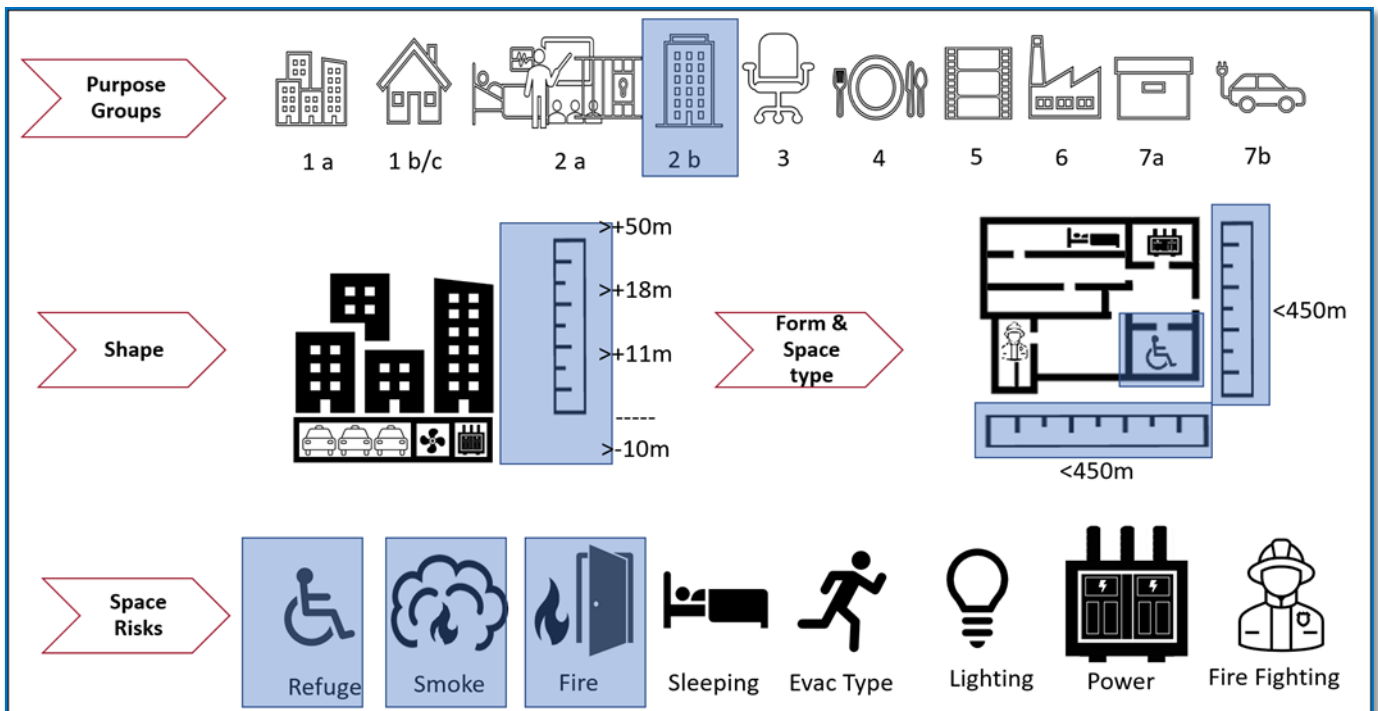 Purpose
Groups
1 a
1 b/c
2 a
2 b
3
4
5
6
7a
7b
Shape
>+50m
>+18m
>+11m
-----
>-10m
Form &
Space
type
<450m
<450m
Space
Risks
Refuge
Smoke
Fire
Sleeping
Evac Type
Lighting
Power
Fire Fighting